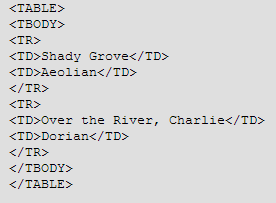 <TABLE>
<TBODY>
<TR>
<TD>Shady Grove</TD>
<TD>Aeolian</TD>
</TR>
<TR>
<TD>Over the River, Charlie</TD>
<TD>Dorian</TD>
</TR>
</TBODY>
</TABLE>